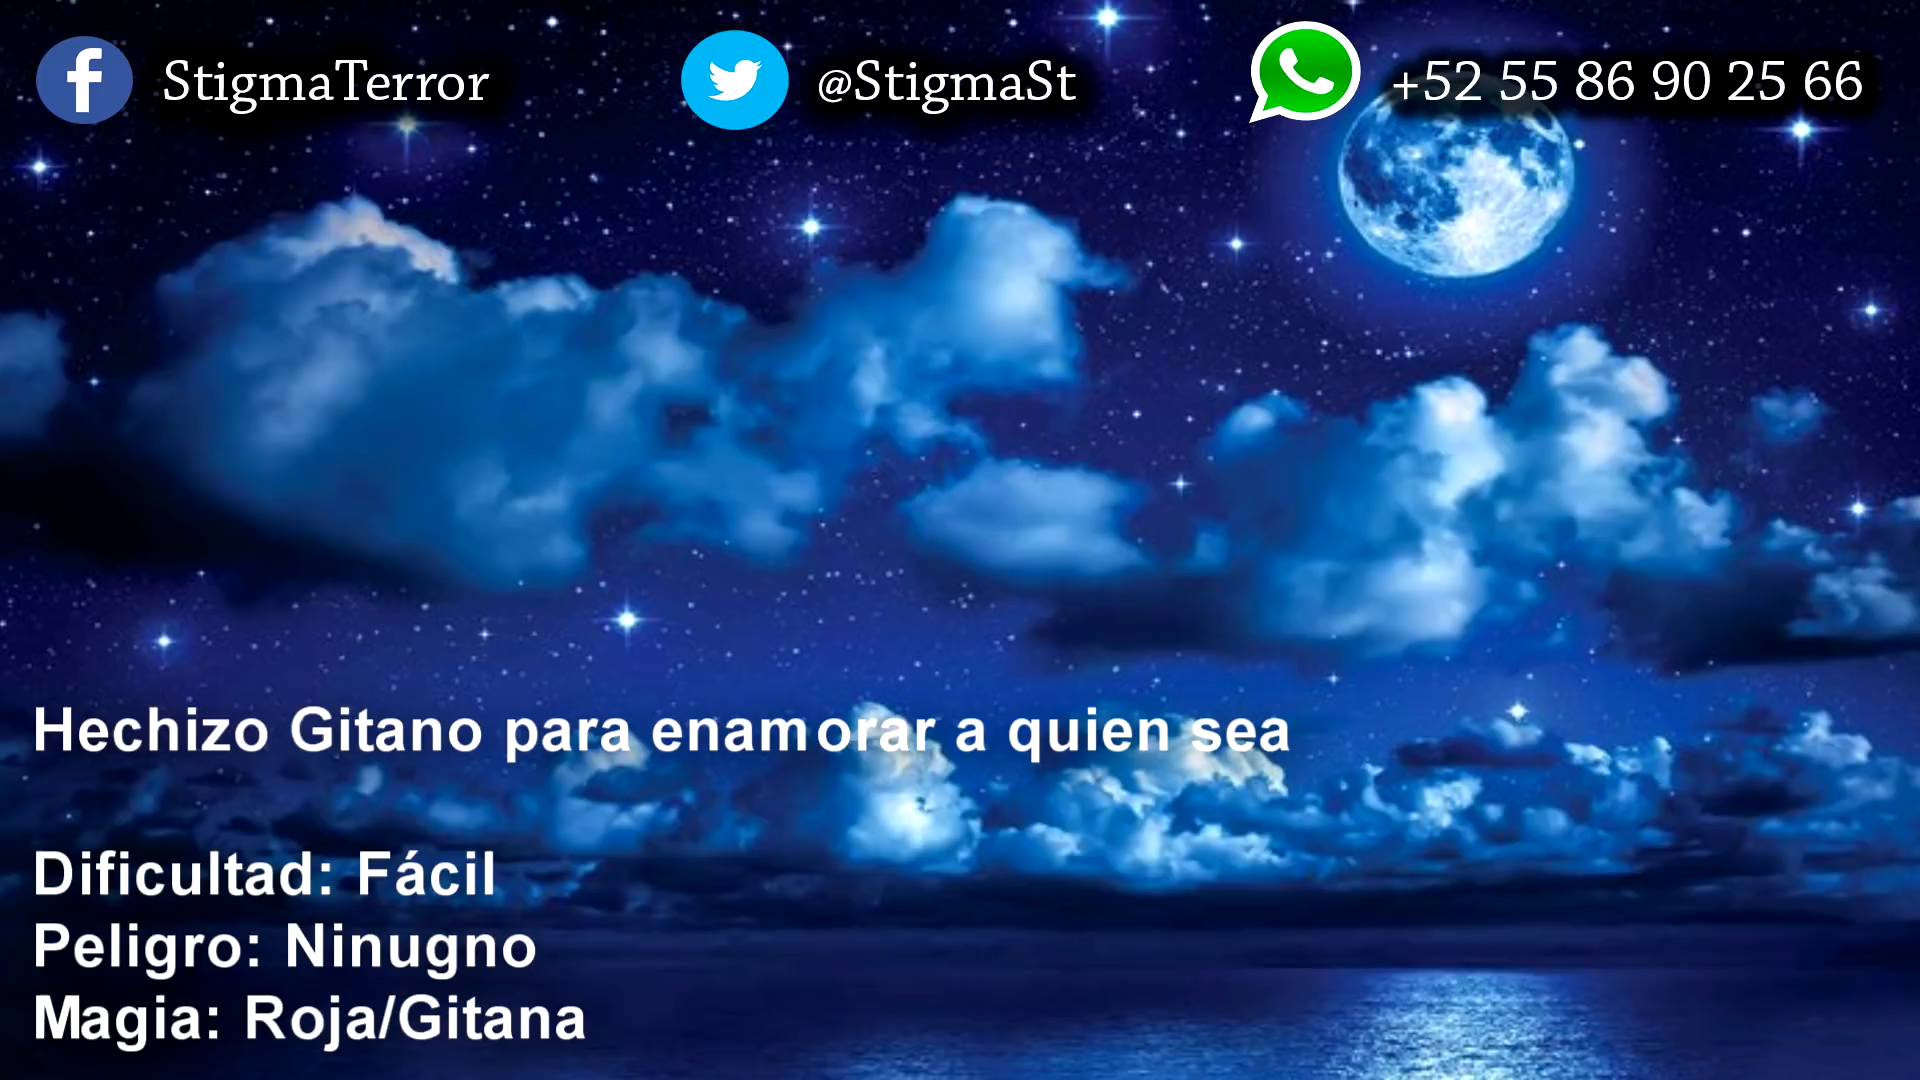 StigmaTerror @StigmaSt +52 55 86 90 25 66
Hechizo Gitano para enamorar a quien sea
Dificultad: Fácil
Peligro: Ninugno
Magia: Roja/Gitana